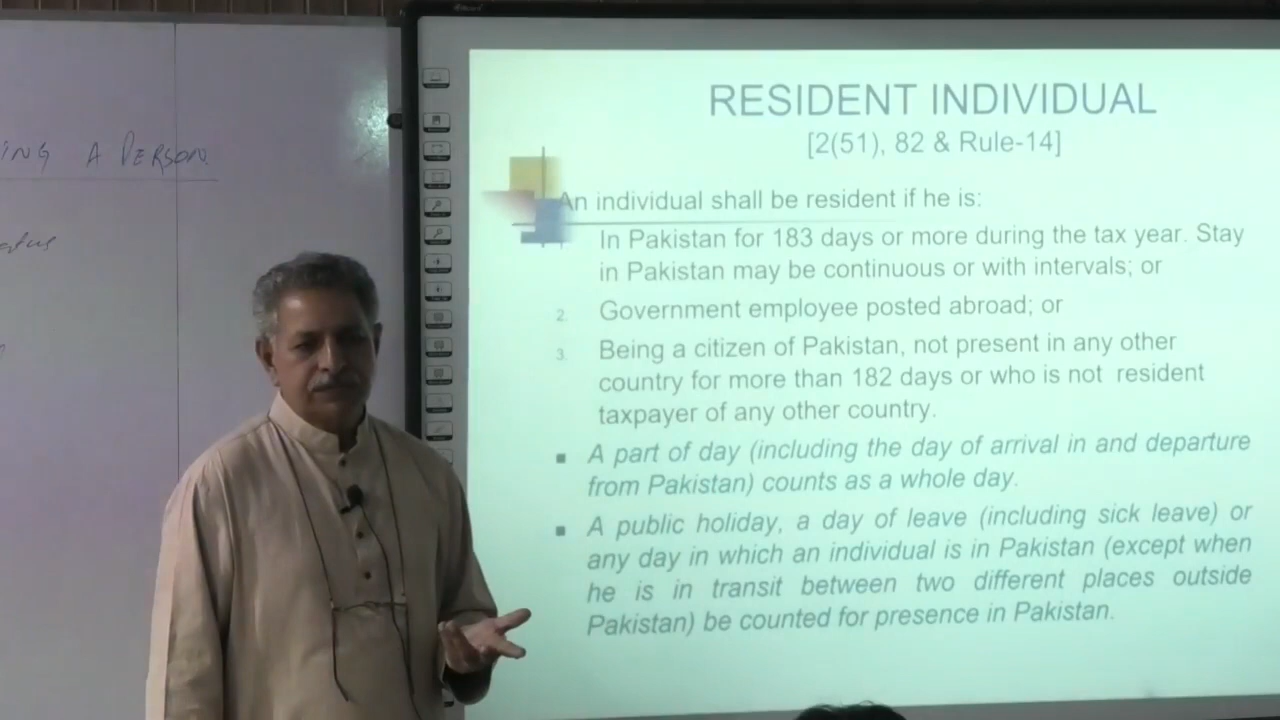 ING A PERSON
RESIDENT INDIVIDUAL
[2(51), 82 & Rule-14]
An individual shall be resident if he is:
In Pakistan for 183 days or more during the tax year. Stay
in Pakistan may be continuous or with intervals; or
2. Government employee posted abroad; or
3. Being a citizen of Pakistan, not present in any other
country for more than 182 days or who is not resident
taxpayer of any other country.
▪ A part of day (including the day of arrival in and departure
from Pakistan) counts as a whole day.
▪ A public holiday, a day of leave (including sick leave) or
any day in which an individual is in Pakistan (except when
he is in transit between two different places outside
Pakistan) be counted for presence in Pakistan.